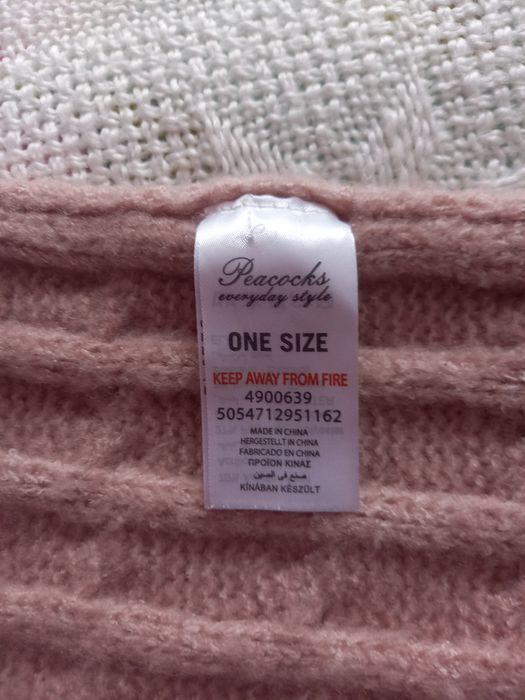 Peacocks
everyday style
ONE SIZE
KEEP AWAY FROM FIRE
4900639
5054712951162
MADE IN CHINA
HERGESTELLT IN CHINA
FABRICADO EN CHINA
ΠΡΟΪΟΝ ΚΙΝΑΣ
صنع في الصين
KÍNÁBAN KÉSZÜLT